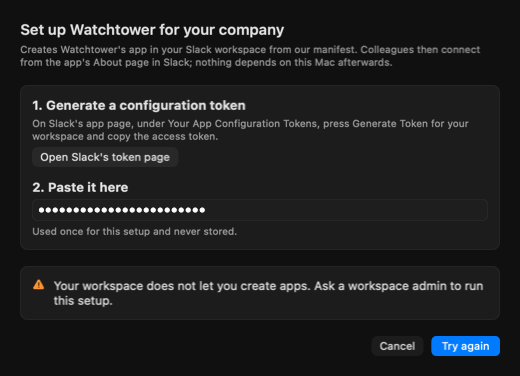 Set up Watchtower for your company
Creates Watchtower's app in your Slack workspace from our manifest. Colleagues then connect
from the app's About page in Slack; nothing depends on this Mac afterwards.
1. Generate a configuration token
On Slack's app page, under Your App Configuration Tokens, press Generate Token for your
workspace and copy the access token.
Open Slack's token page
2. Paste it here
••••••••••••••••••••••••
Used once for this setup and never stored.
Your workspace does not let you create apps. Ask a workspace admin to run
this setup.
Cancel
Try again